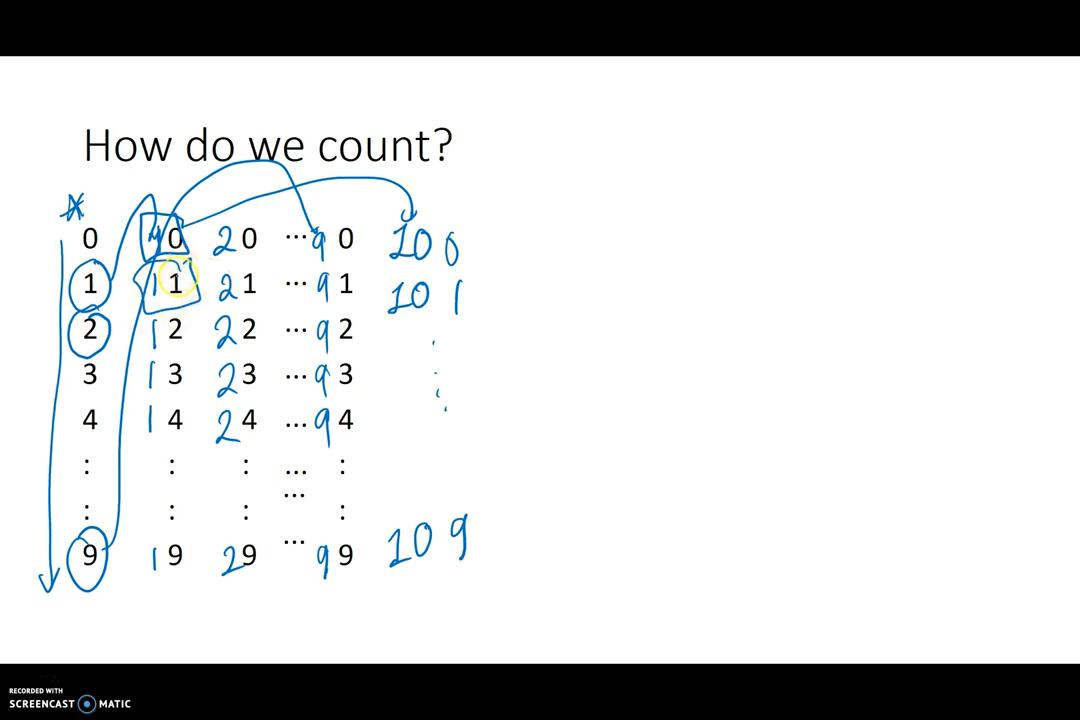 How do we count?
0 10 20 ...90 100
1 11 21 ...91 101
2 12 22 ...92 :
3 13 23 ...93 :
4 14 24 ...94
: : : ... :
...
: : : :
...
9 19 29 99 109
RECORDED WITH
SCREENCAST MATIC